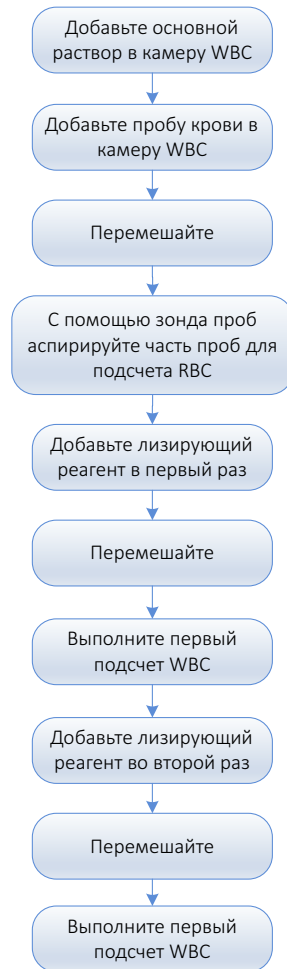 Добавьте основной
раствор в камеру WBC
Добавьте пробу крови в
камеру WBC
Перемешайте
С помощью зонда проб
аспирируйте часть проб для
подсчета RBC
Добавьте лизирующий
реагент в первый раз
Перемешайте
Выполните первый
подсчет WBC
Добавьте лизирующий
реагент во второй раз
Перемешайте
Выполните первый
подсчет WBC